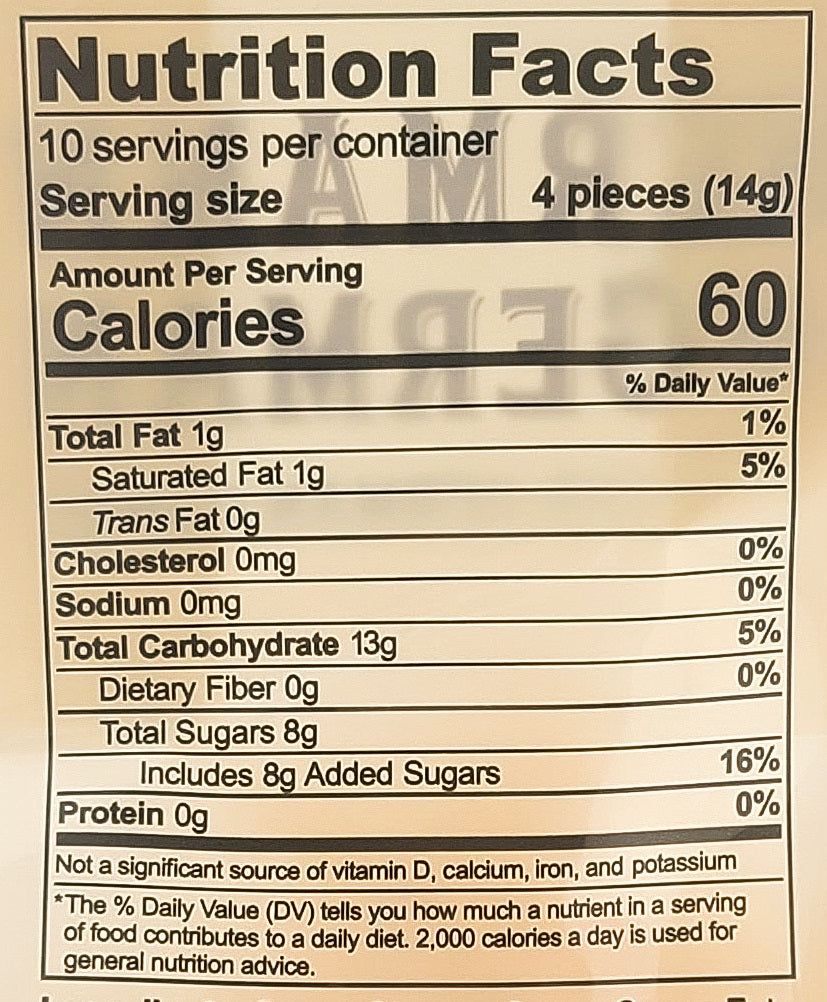 Nutrition Facts
10 servings per container
Serving size 4 pieces (14g)
Amount Per Serving
Calories 60
% Daily Value*
Total Fat 1g 1%
Saturated Fat 1g 5%
Trans Fat 0g
Cholesterol 0mg 0%
Sodium 0mg 0%
Total Carbohydrate 13g 5%
Dietary Fiber 0g 0%
Total Sugars 8g
Includes 8g Added Sugars 16%
Protein 0g 0%
Not a significant source of vitamin D, calcium, iron, and potassium
*The % Daily Value (DV) tells you how much a nutrient in a serving
of food contributes to a daily diet. 2,000 calories a day is used for
general nutrition advice.